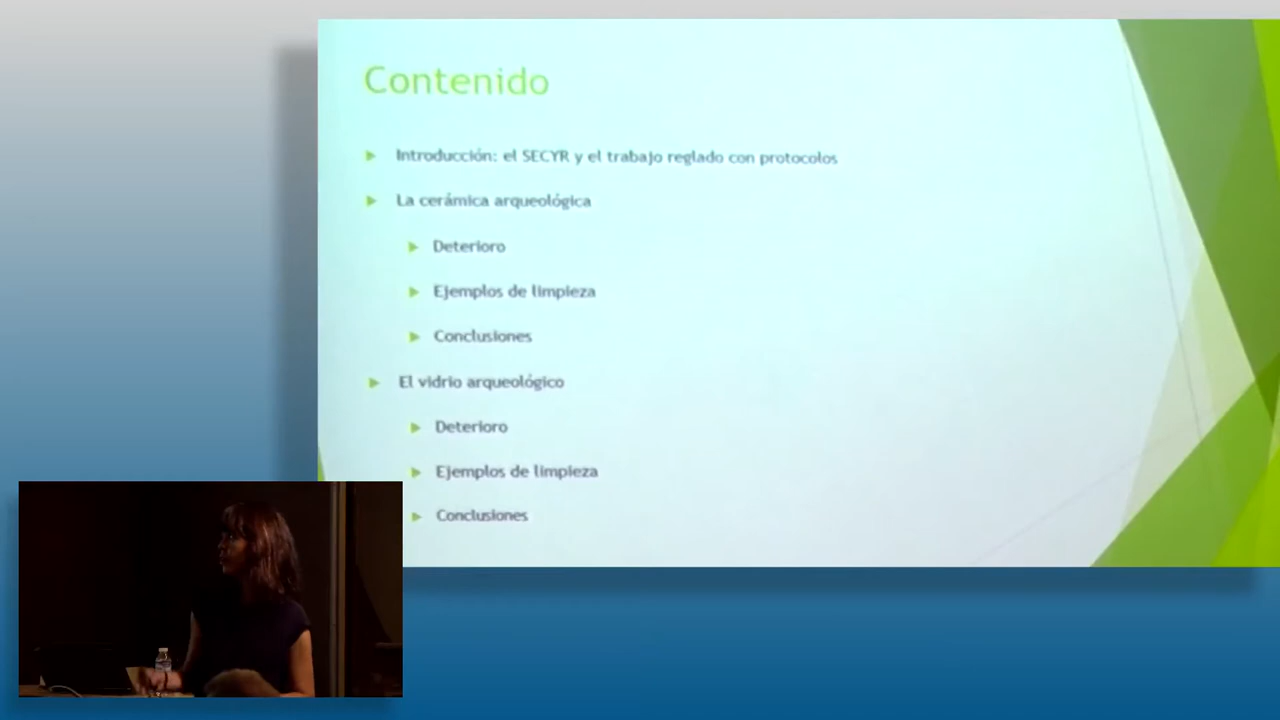 Contenido
Introducción: el SECYR y el trabajo reglado con protocolos
La cerámica arqueológica
Deterioro
Ejemplos de limpieza
Conclusiones
El vidrio arqueológico
Deterioro
Ejemplos de limpieza
Conclusiones